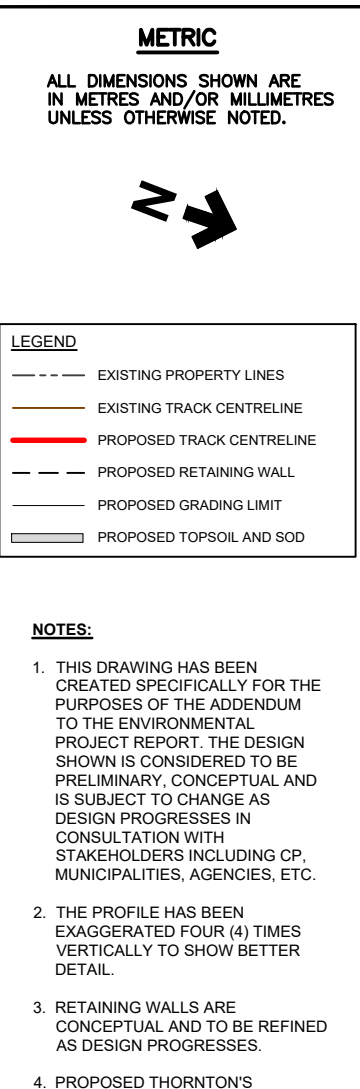 METRIC
ALL DIMENSIONS SHOWN ARE
IN METRES AND/OR MILLIMETRES
UNLESS OTHERWISE NOTED.
N
LEGEND
EXISTING PROPERTY LINES
EXISTING TRACK CENTRELINE
PROPOSED TRACK CENTRELINE
PROPOSED RETAINING WALL
PROPOSED GRADING LIMIT
PROPOSED TOPSOIL AND SOD
NOTES:
1. THIS DRAWING HAS BEEN
CREATED SPECIFICALLY FOR THE
PURPOSES OF THE ADDENDUM
TO THE ENVIRONMENTAL
PROJECT REPORT. THE DESIGN
SHOWN IS CONSIDERED TO BE
PRELIMINARY, CONCEPTUAL AND
IS SUBJECT TO CHANGE AS
DESIGN PROGRESSES IN
CONSULTATION WITH
STAKEHOLDERS INCLUDING CP,
MUNICIPALITIES, AGENCIES, ETC.
2. THE PROFILE HAS BEEN
EXAGGERATED FOUR (4) TIMES
VERTICALLY TO SHOW BETTER
DETAIL.
3. RETAINING WALLS ARE
CONCEPTUAL AND TO BE REFINED
AS DESIGN PROGRESSES.
4. PROPOSED THORNTON'S